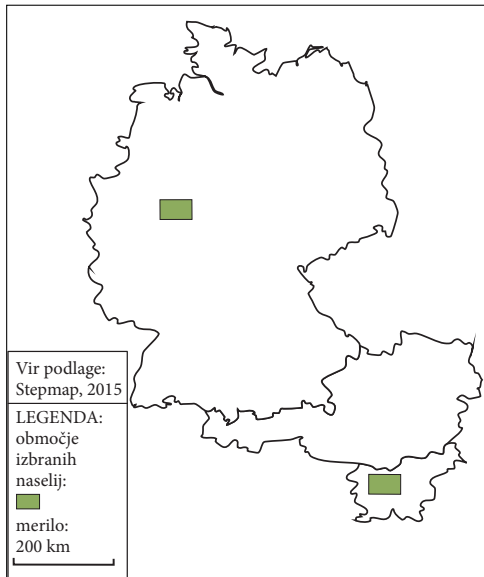 Vir podlage:
Stepmap, 2015
LEGENDA:
območje
izbranih
naselij:
merilo:
200 km